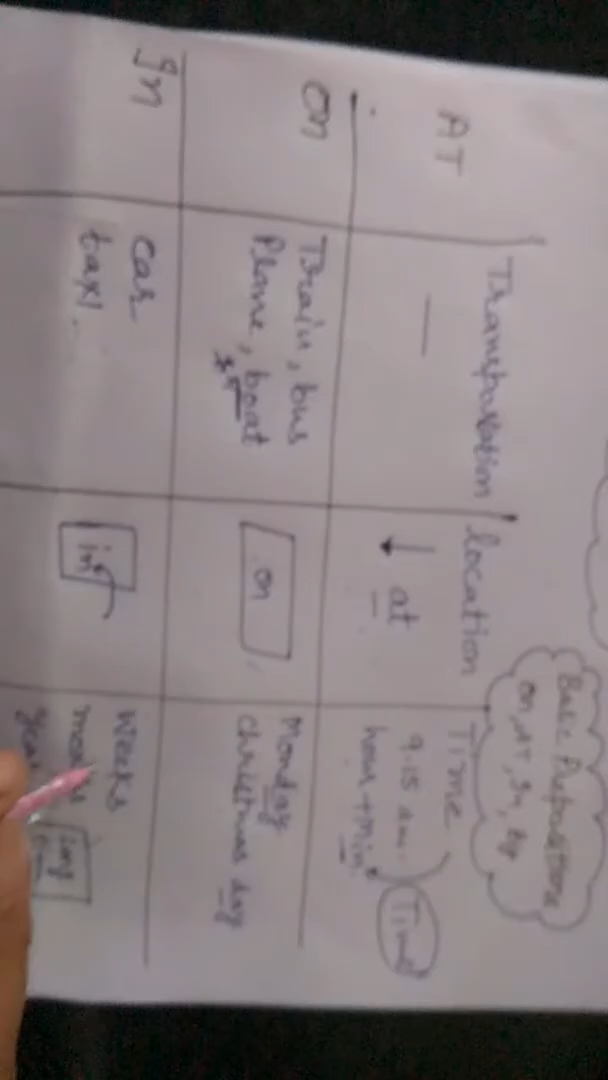 Basic Prepositions
on, AT, In, by
Transportation
location
Time
AT
—
at
9.15 am.
hour + min
Time
On
Train, bus
Plane, boat
on
Monday
christmas day
In
car
taxi
in
Weeks
long